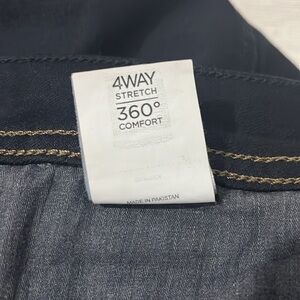 4WAY
STRETCH
360°
COMFORT
MADE IN PAKISTAN